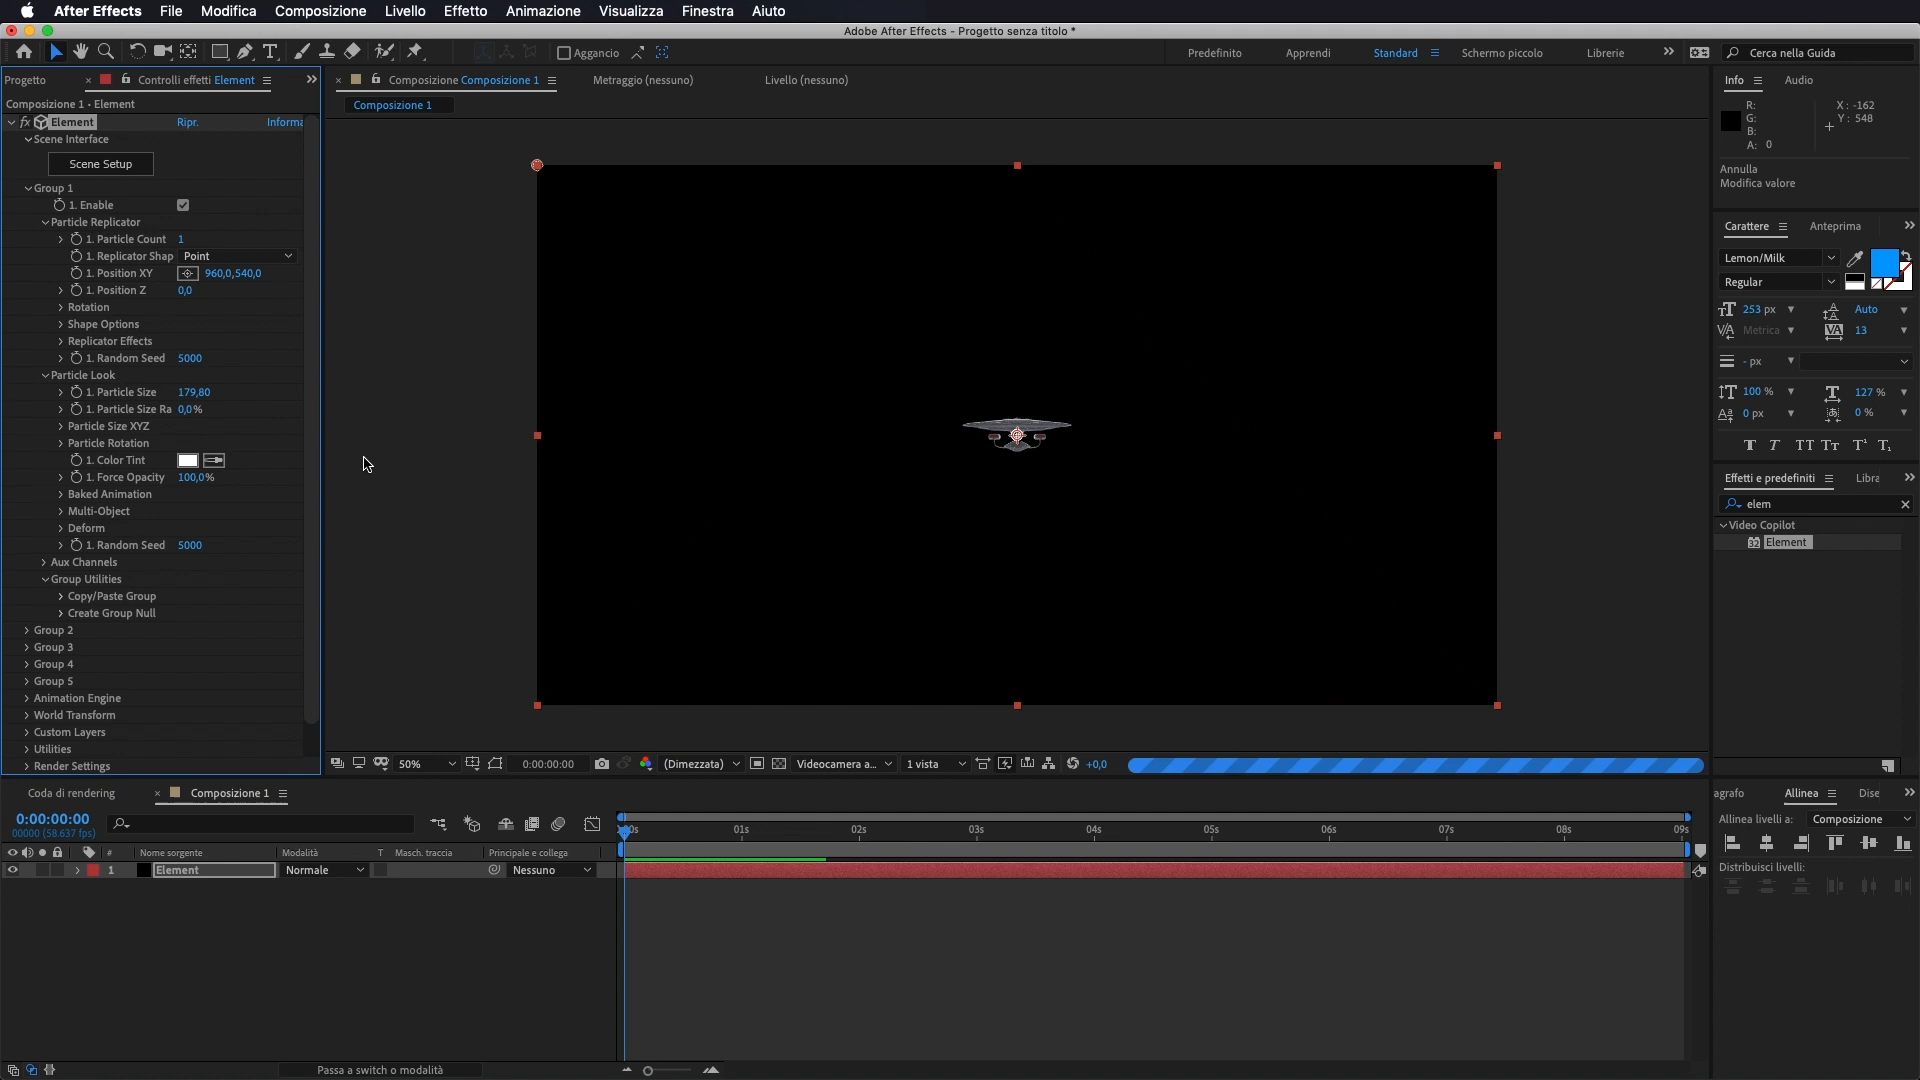 After Effects File Modifica Composizione Livello Effetto Animazione Visualizza Finestra Aiuto
Adobe After Effects - Progetto senza titolo *
Aggancio
Predefinito Apprendi Standard Schermo piccolo Librerie
Cerca nella Guida
Progetto
Controlli effetti Element
Composizione 1 • Element
fx Element Ripr. Informa
Scene Interface
Scene Setup
Group 1
1. Enable
Particle Replicator
1. Particle Count 1
1. Replicator Shap Point
1. Position XY 960,0,540,0
1. Position Z 0,0
Rotation
Shape Options
Replicator Effects
1. Random Seed 5000
Particle Look
1. Particle Size 179,80
1. Particle Size Ra 0,0%
Particle Size XYZ
Particle Rotation
1. Color Tint
1. Force Opacity 100,0%
Baked Animation
Multi-Object
Deform
1. Random Seed 5000
Aux Channels
Group Utilities
Copy/Paste Group
Create Group Null
Group 2
Group 3
Group 4
Group 5
Animation Engine
World Transform
Custom Layers
Utilities
Render Settings
Composizione Composizione 1
Metraggio (nessuno)
Livello (nessuno)
Composizione 1
50%
0:00:00:00
(Dimezzata)
Videocamera a...
1 vista
+0,0
Info Audio
R:
G:
B:
A: 0
X: -162
Y: 548
Annulla
Modifica valore
Carattere Anteprima
Lemon/Milk
Regular
253 px Auto
Metrica 13
- px
100 % 127 %
0 px 0 %
Effetti e predefiniti Libra
elem
Video Copilot
32 Element
agrafo Allinea Dise
Allinea livelli a: Composizione
Distribuisci livelli:
Coda di rendering
Composizione 1
0:00:00:00
00000 (58.637 fps)
# Nome sorgente Modalità T Masch. traccia Principale e collega
1 Element Normale Nessuno
01s 02s 03s 04s 05s 06s 07s 08s 09s
Passa a switch o modalità